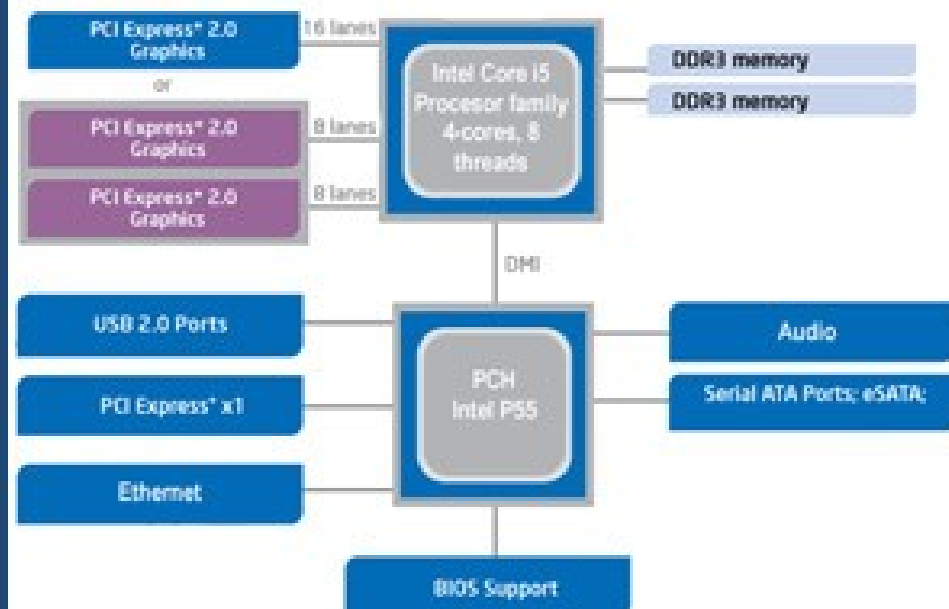 PCI Express* 2.0
Graphics
16 lanes
or
PCI Express* 2.0
Graphics
8 lanes
PCI Express* 2.0
Graphics
8 lanes
Intel Core i5
Procesor family
4-cores, 8
threads
DDR3 memory
DDR3 memory
DMI
USB 2.0 Ports
PCI Express* x1
Ethernet
PCH
Intel P55
Audio
Serial ATA Ports; eSATA;
BIOS Support